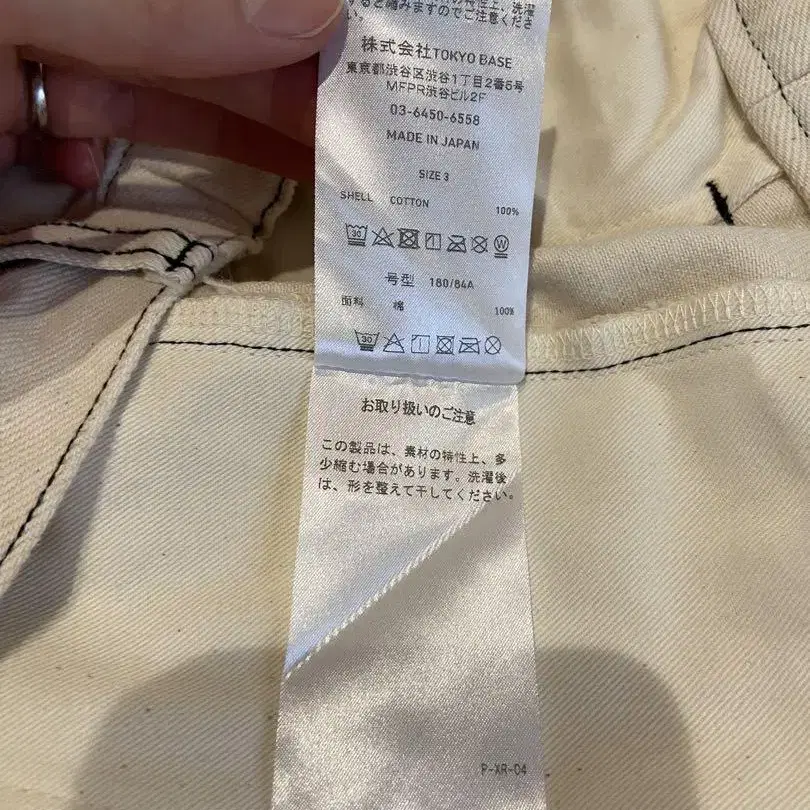 すると縮みますのでご注意くださ
い。
株式会社TOKYO BASE
東京都渋谷区渋谷1丁目2番5号
MFPR渋谷ビル2F
03-6450-6558
MADE IN JAPAN
SIZE 3
SHELL COTTON 100%
30 W
号型 180/84A
面料 棉 100%
30
お取り扱いのご注意
この製品は、素材の特性上、多
少縮む場合があります。洗濯後
は、形を整えて干してください。
P-XR-04